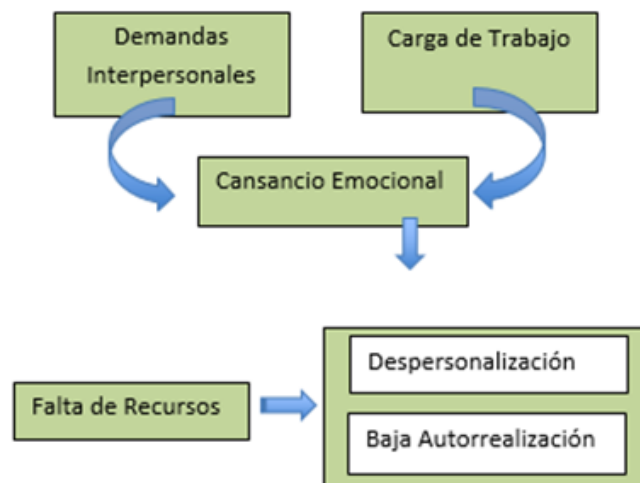 Demandas
Interpersonales
Carga de Trabajo
Cansancio Emocional
Despersonalización
Falta de Recursos
Baja Autorrealización